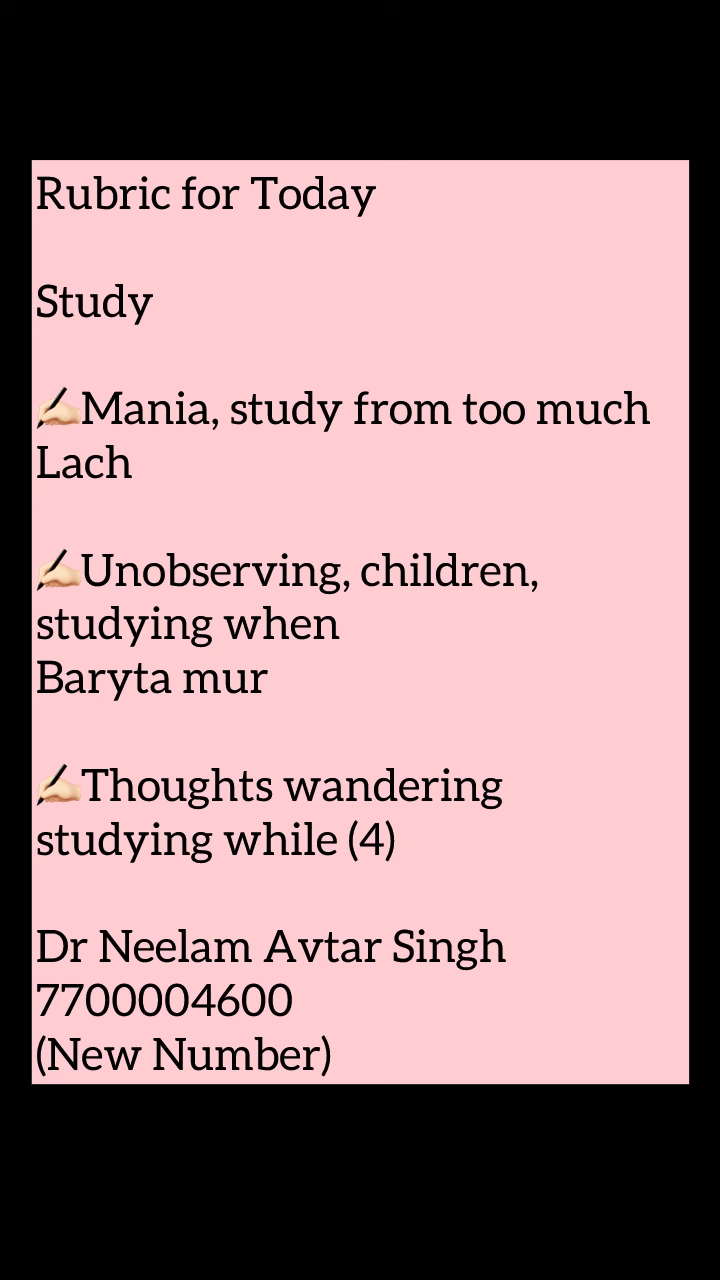 Rubric for Today
Study
✍🏻Mania, study from too much
Lach
✍🏻Unobserving, children,
studying when
Baryta mur
✍🏻Thoughts wandering
studying while (4)
Dr Neelam Avtar Singh
7700004600
(New Number)